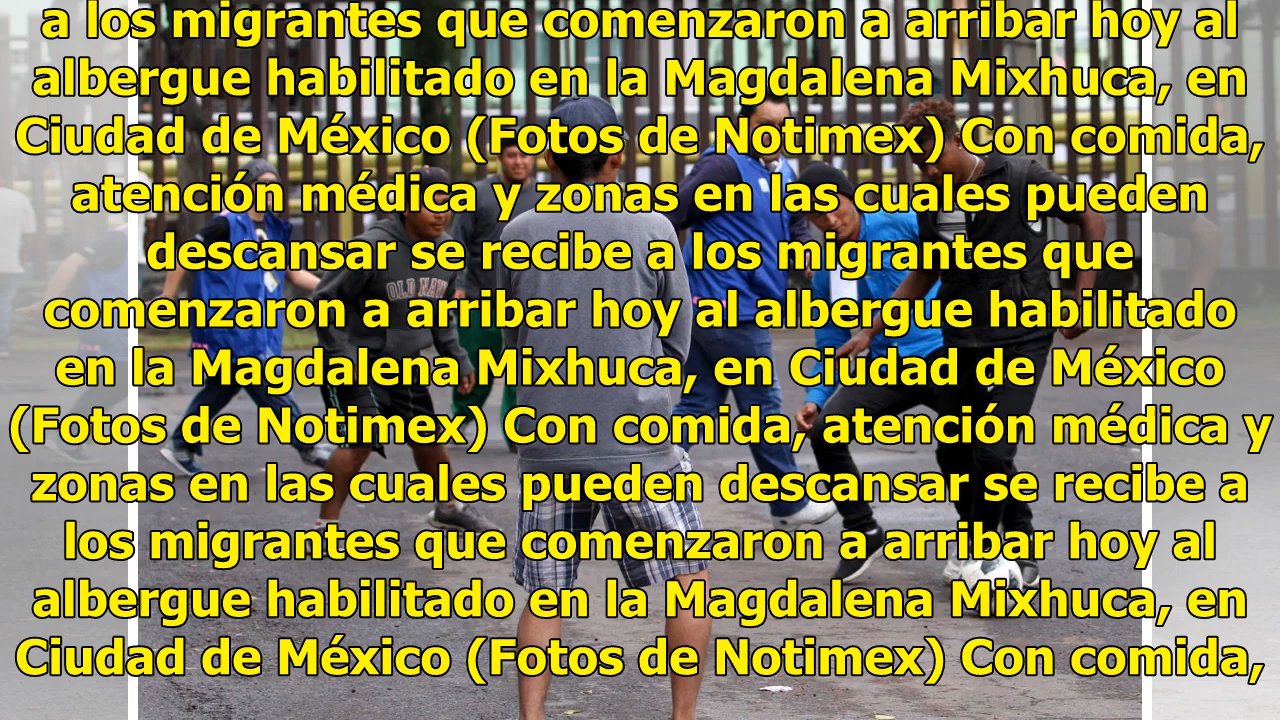 a los migrantes que comenzaron a arribar hoy al
albergue habilitado en la Magdalena Mixhuca, en
Ciudad de México (Fotos de Notimex) Con comida,
atención médica y zonas en las cuales pueden
descansar se recibe a los migrantes que
comenzaron a arribar hoy al albergue habilitado
en la Magdalena Mixhuca, en Ciudad de México
(Fotos de Notimex) Con comida, atención médica y
zonas en las cuales pueden descansar se recibe a
los migrantes que comenzaron a arribar hoy al
albergue habilitado en la Magdalena Mixhuca, en
Ciudad de México (Fotos de Notimex) Con comida,
OLD NAVY